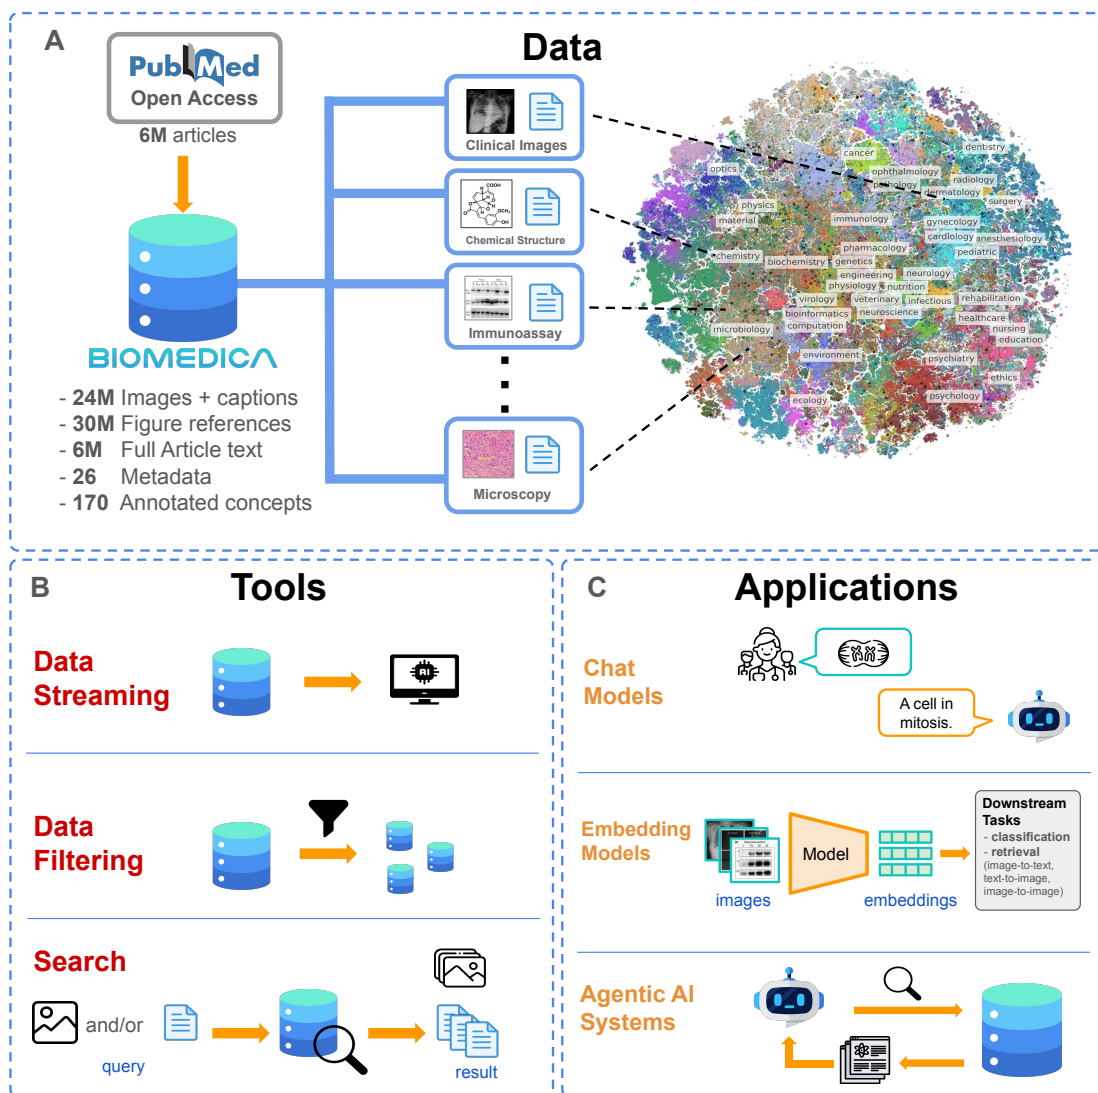 A
Data
PubMed
Open Access
6M articles
BIOMEDICA
- 24M Images + captions
- 30M Figure references
- 6M Full Article text
- 26 Metadata
- 170 Annotated concepts
Clinical Images
COOH
OCH₃
OH
Chemical Structure
Immunoassay
Microscopy
cancer
dentistry
optics
ophthalmology
pathology
radiology
dermatology
surgery
physics
material
immunology
gynecology
cardiology
anesthesiology
pharmacology
pediatric
chemistry
biochemistry
genetics
engineering
neurology
physiology
nutrition
virology
veterinary
infectious
rehabilitation
bioinformatics
neuroscience
healthcare
microbiology
computation
nursing
education
environment
psychiatry
ethics
ecology
psychology
B
Tools
Data
Streaming
AI
Data
Filtering
Search
and/or
query
result
C
Applications
Chat
Models
A cell in
mitosis.
Embedding
Models
Model
images
embeddings
Downstream
Tasks
- classification
- retrieval
(image-to-text,
text-to-image,
image-to-image)
Agentic AI
Systems